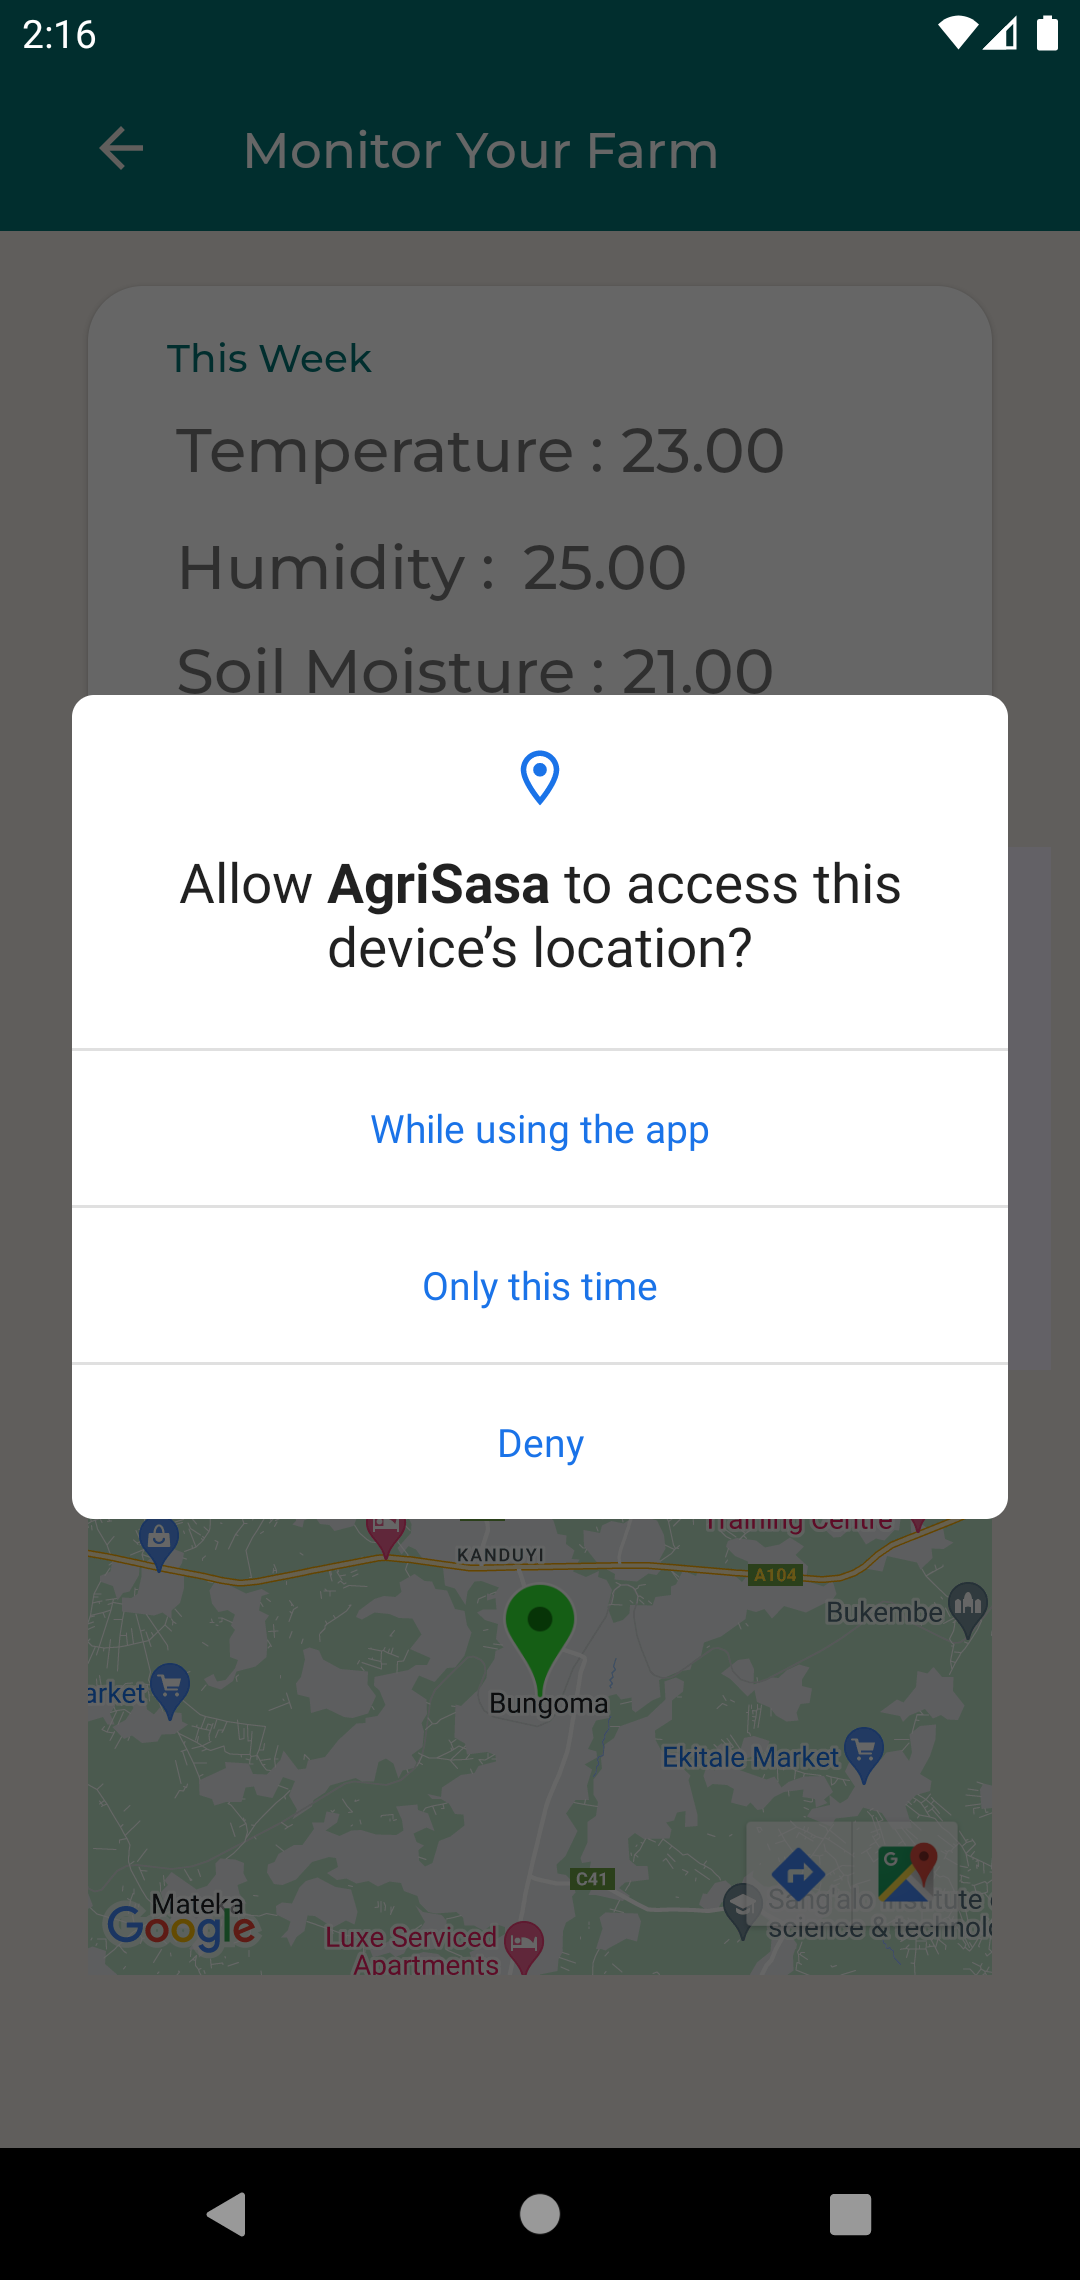 2:16
Monitor Your Farm
This Week
Temperature : 23.00
Humidity : 25.00
Soil Moisture : 21.00
Allow AgriSasa to access this
device’s location?
While using the app
Only this time
Deny
Training Centre
KANDUYI
A104
Bukembe
arket
Bungoma
Ekitale Market
C41
G
Mateka
Google
Sang'alo Institute
science & technol
Luxe Serviced
Apartments